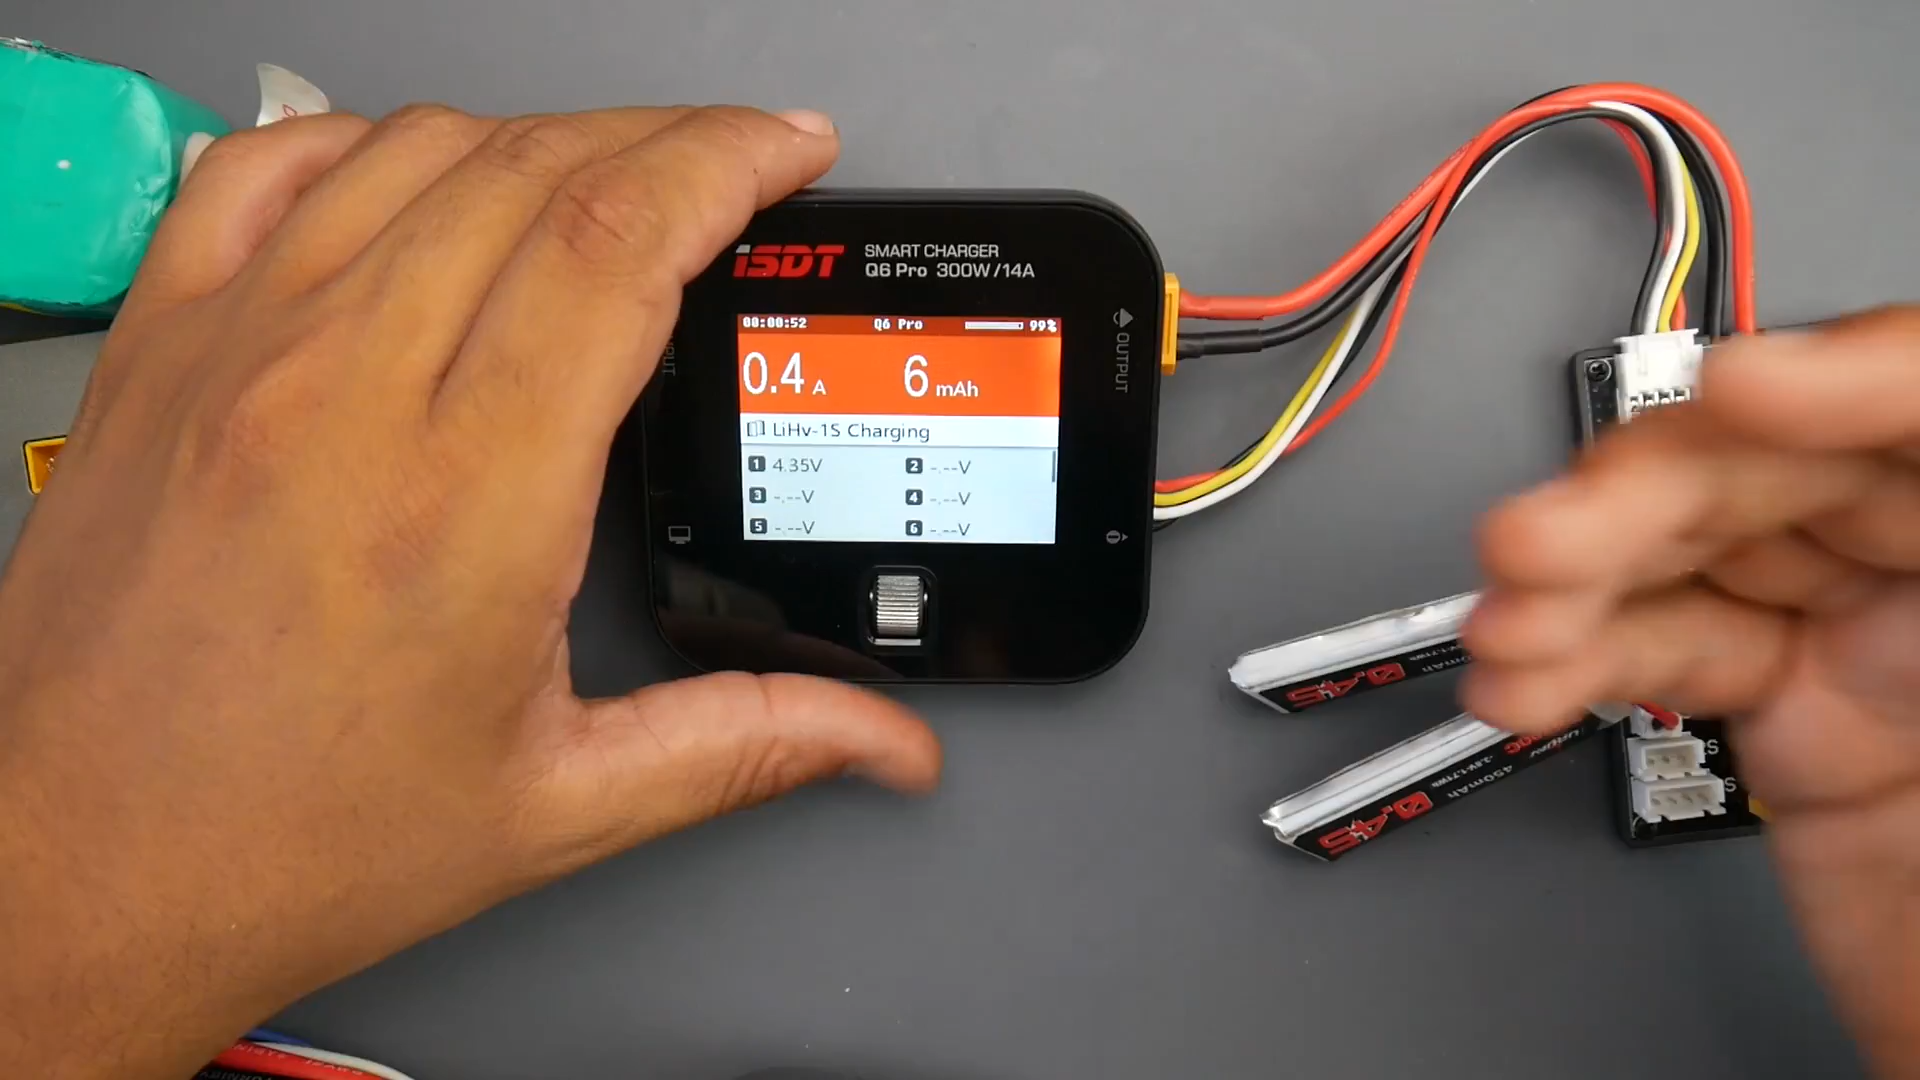 ISDT
SMART CHARGER
Q6 Pro 300W/14A
00:00:52 Q6 Pro 99%
0.4 A 6 mAh
LiHv-1S Charging
1 4.35V 2 -.--V
3 -.--V 4 -.--V
5 -.--V 6 -.--V
OUTPUT
0.45
0.45
450mAh